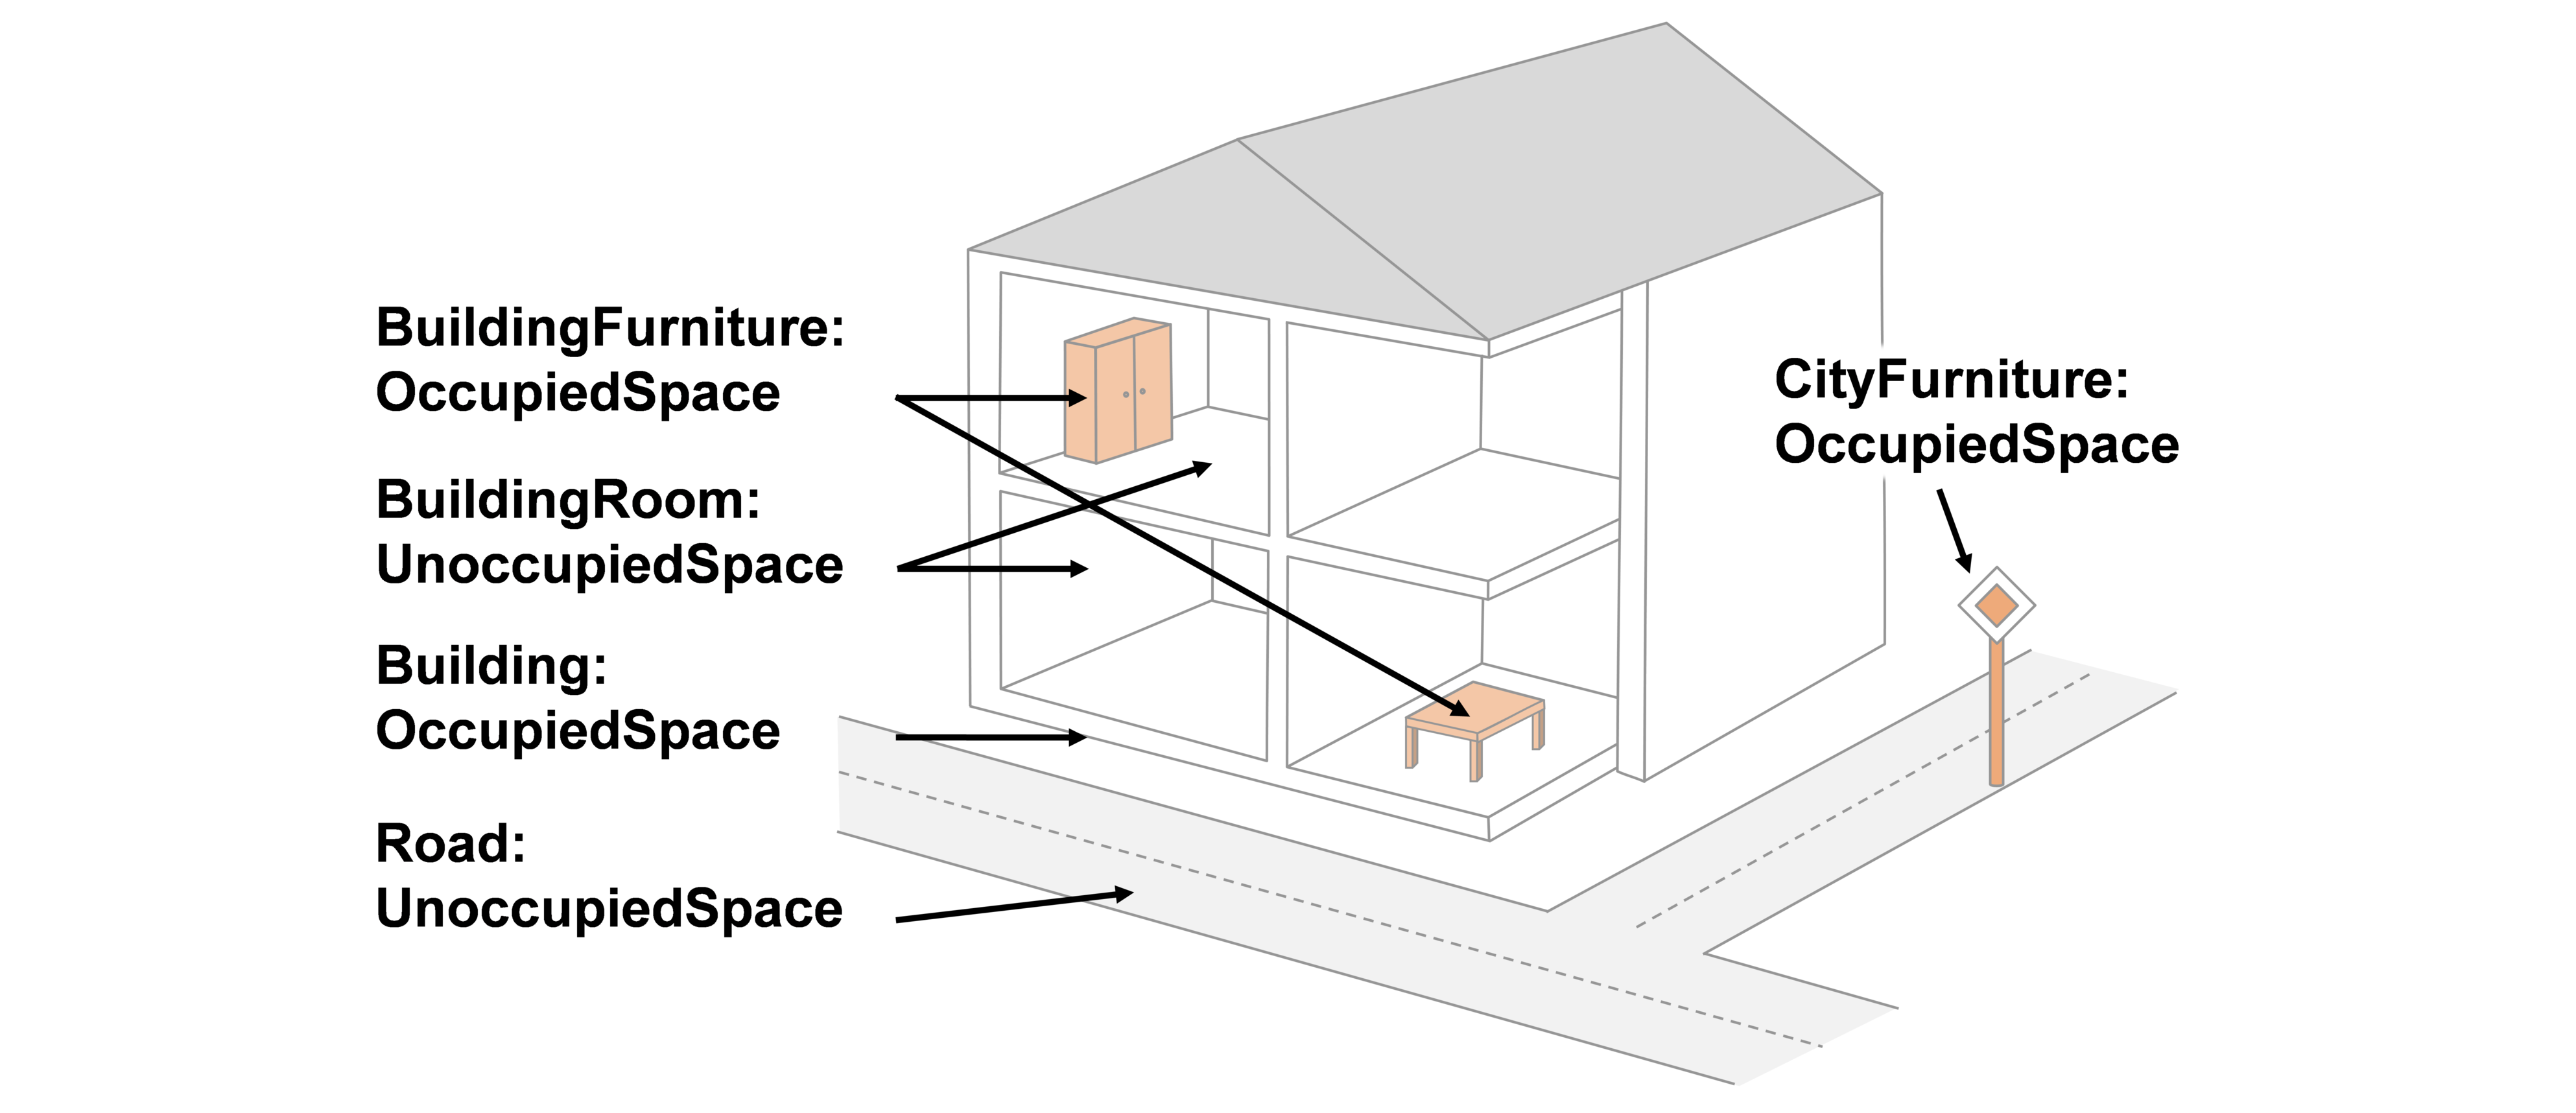 BuildingFurniture:
OccupiedSpace
BuildingRoom:
UnoccupiedSpace
Building:
OccupiedSpace
Road:
UnoccupiedSpace
CityFurniture:
OccupiedSpace